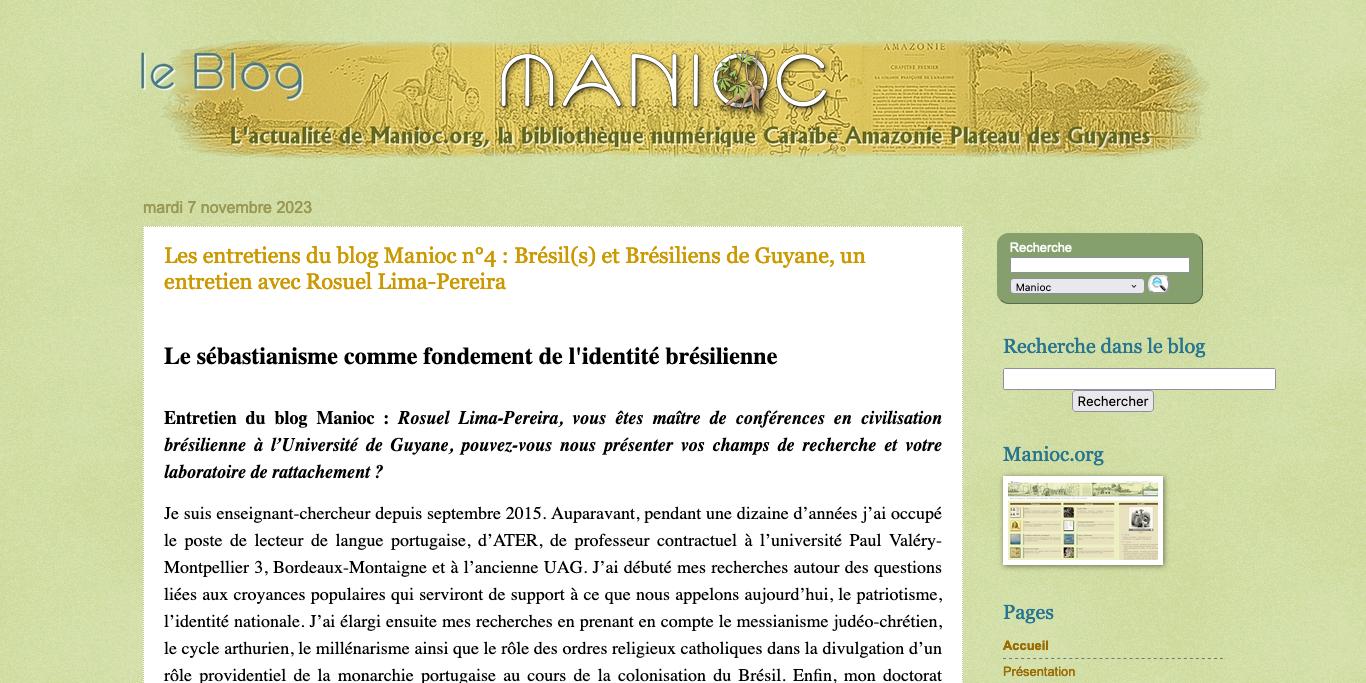 le Blog
MANIOC
AMAZONIE
CHAPITRE PREMIER
L'actualité de Manioc.org, la bibliothèque numérique Caraïbe Amazonie Plateau des Guyanes
mardi 7 novembre 2023
Les entretiens du blog Manioc n°4 : Brésil(s) et Brésiliens de Guyane, un
entretien avec Rosuel Lima-Pereira
Le sébastianisme comme fondement de l'identité brésilienne
Entretien du blog Manioc : Rosuel Lima-Pereira, vous êtes maître de conférences en civilisation
brésilienne à l’Université de Guyane, pouvez-vous nous présenter vos champs de recherche et votre
laboratoire de rattachement ?
Je suis enseignant-chercheur depuis septembre 2015. Auparavant, pendant une dizaine d’années j’ai occupé
le poste de lecteur de langue portugaise, d’ATER, de professeur contractuel à l’université Paul Valéry-
Montpellier 3, Bordeaux-Montaigne et à l’ancienne UAG. J’ai débuté mes recherches autour des questions
liées aux croyances populaires qui serviront de support à ce que nous appelons aujourd’hui, le patriotisme,
l’identité nationale. J’ai élargi ensuite mes recherches en prenant en compte le messianisme judéo-chrétien,
le cycle arthurien, le millénarisme ainsi que le rôle des ordres religieux catholiques dans la divulgation d’un
rôle providentiel de la monarchie portugaise au cours de la colonisation du Brésil. Enfin, mon doctorat
Recherche
Manioc
Recherche dans le blog
Rechercher
Manioc.org
Pages
Accueil
Présentation